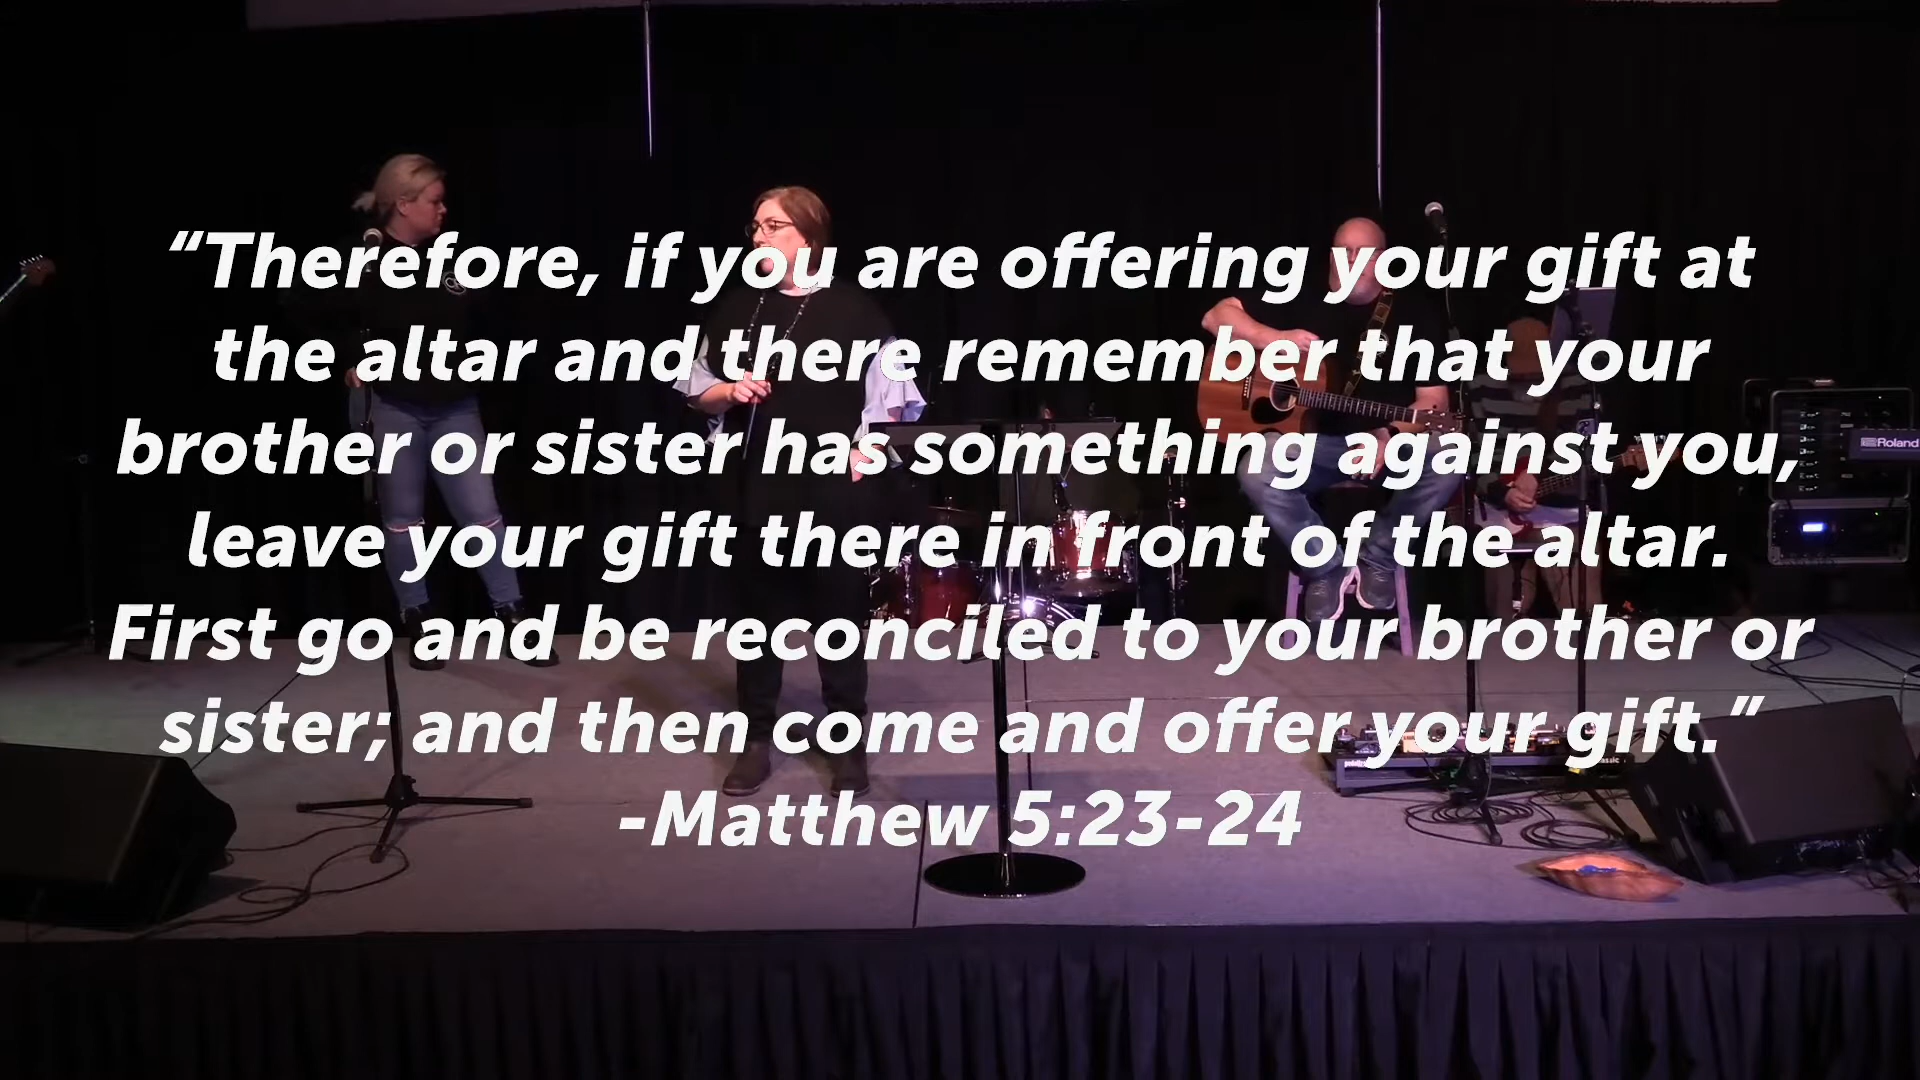 “Therefore, if you are offering your gift at
the altar and there remember that your
brother or sister has something against you,
leave your gift there in front of the altar.
First go and be reconciled to your brother or
sister; and then come and offer your gift.”
-Matthew 5:23-24
Roland